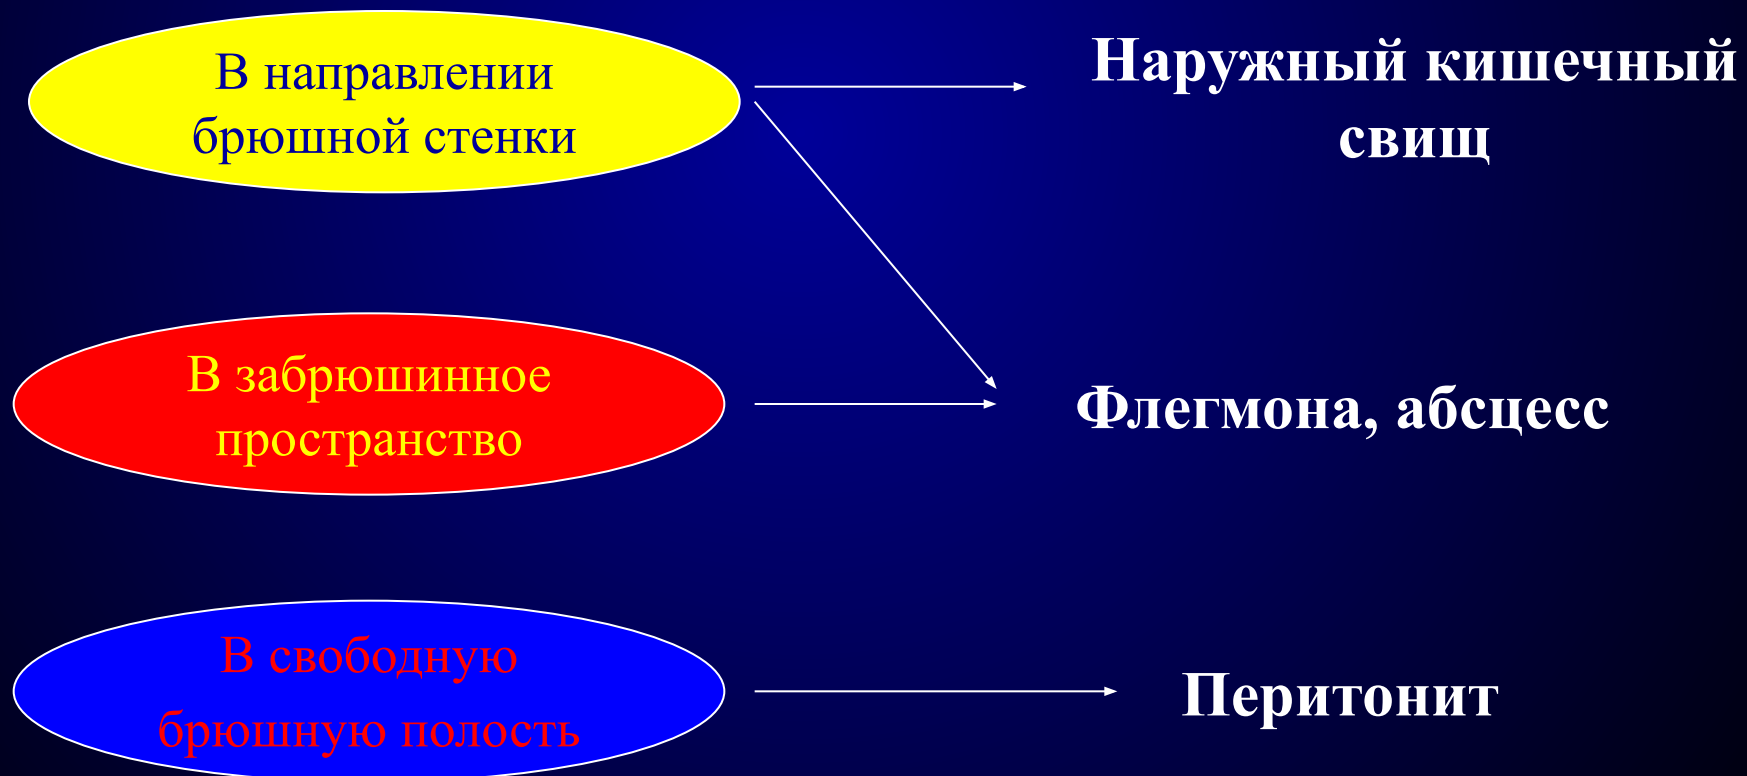 В направлении
брюшной стенки
Наружный кишечный
свищ
В забрюшинное
пространство
Флегмона, абсцесс
В свободную
брюшную полость
Перитонит